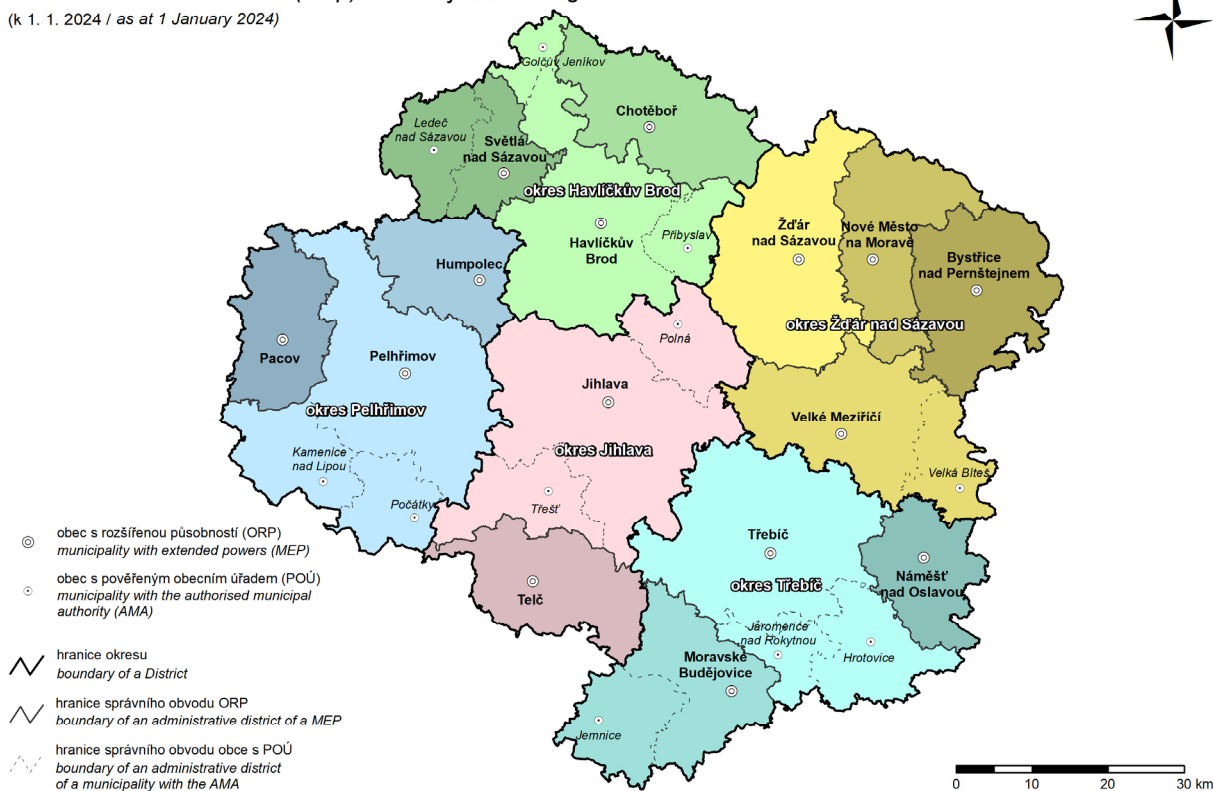 (k 1. 1. 2024 / as at 1 January 2024)
Golčův Jeníkov
Chotěboř
Ledeč
nad Sázavou
Světlá
nad Sázavou
okres Havlíčkův Brod
Havlíčkův
Brod
Přibyslav
Žďár
nad Sázavou
Nové Město
na Moravě
Bystřice
nad Pernštejnem
okres Žďár nad Sázavou
Humpolec
Pacov
Pelhřimov
okres Pelhřimov
Kamenice
nad Lipou
Počátky
Polná
Jihlava
okres Jihlava
Třešť
Telč
Velké Meziříčí
Velká Bíteš
Třebíč
okres Třebíč
Náměšť
nad Oslavou
Jaroměřice
nad Rokytnou
Hrotovice
Moravské
Budějovice
Jemnice
obec s rozšířenou působností (ORP)
municipality with extended powers (MEP)
obec s pověřeným obecním úřadem (POÚ)
municipality with the authorised municipal
authority (AMA)
hranice okresu
boundary of a District
hranice správního obvodu ORP
boundary of an administrative district of a MEP
hranice správního obvodu obce s POÚ
boundary of an administrative district
of a municipality with the AMA
0 10 20 30 km